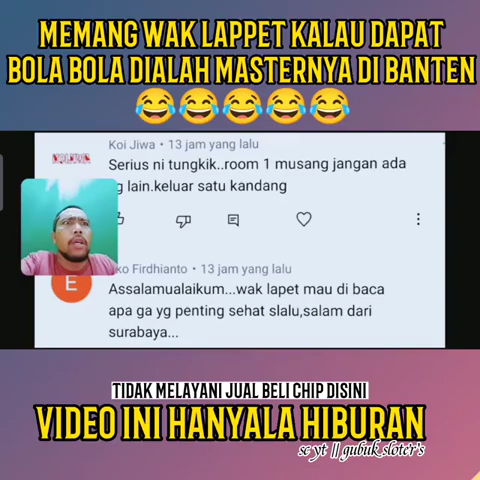 MEMANG WAK LAPPET KALAU DAPAT
BOLA BOLA DIALAH MASTERNYA DI BANTEN
😂😂😂😂😂
Koi Jiwa • 13 jam yang lalu
Serius ni tungkik..room 1 musang jangan ada
g lain.keluar satu kandang
ko Firdhianto • 13 jam yang lalu
E
Assalamualaikum...wak lapet mau di baca
apa ga yg penting sehat slalu,salam dari
surabaya...
TIDAK MELAYANI JUAL BELI CHIP DISINI
VIDEO INI HANYALA HIBURAN
sc yt || gubuk sloter's